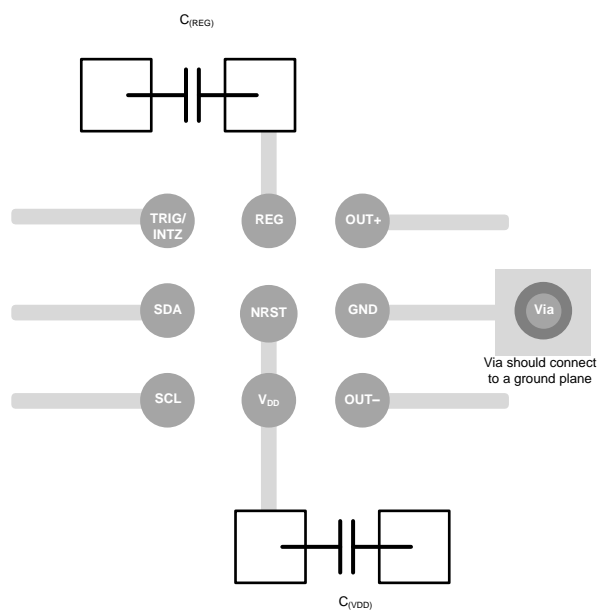 C(REG)
TRIG/
INTZ
REG
OUT+
SDA
NRST
GND
Via
Via should connect
to a ground plane
SCL
VDD
OUT−
C(VDD)